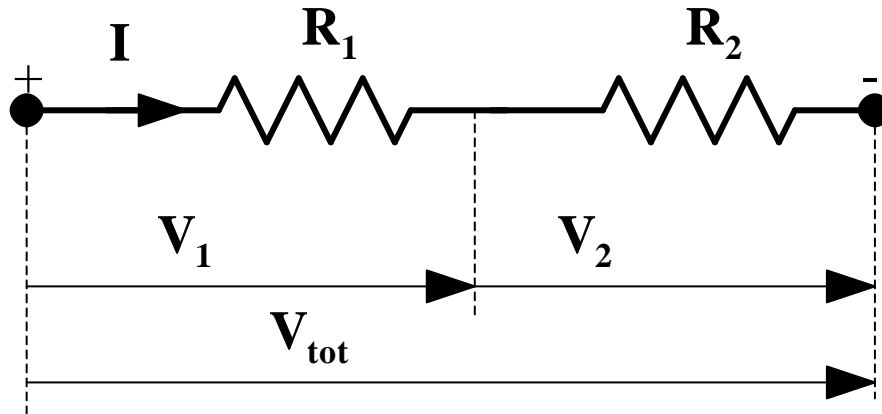 I R₁ R₂
+ -
V₁ V₂
Vtot